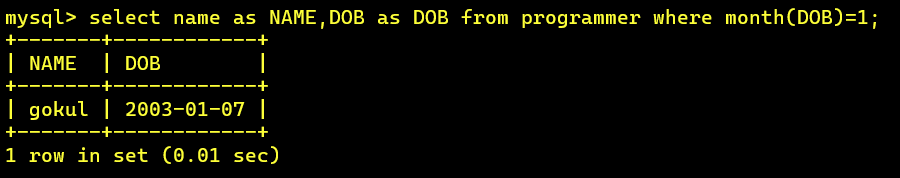 mysql> select name as NAME,DOB as DOB from programmer where month(DOB)=1;
+-------+------------+
| NAME  | DOB        |
+-------+------------+
| gokul | 2003-01-07 |
+-------+------------+
1 row in set (0.01 sec)